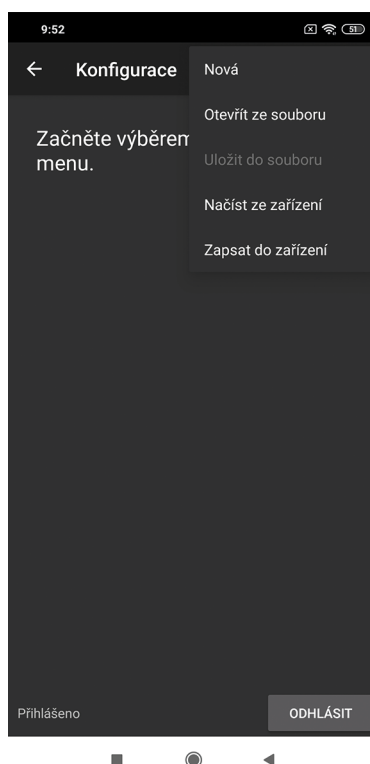 9:52
51
Konfigurace
Nová
Otevřít ze souboru
Uložit do souboru
Načíst ze zařízení
Zapsat do zařízení
Začněte výběrem
menu.
Přihlášeno
ODHLÁSIT